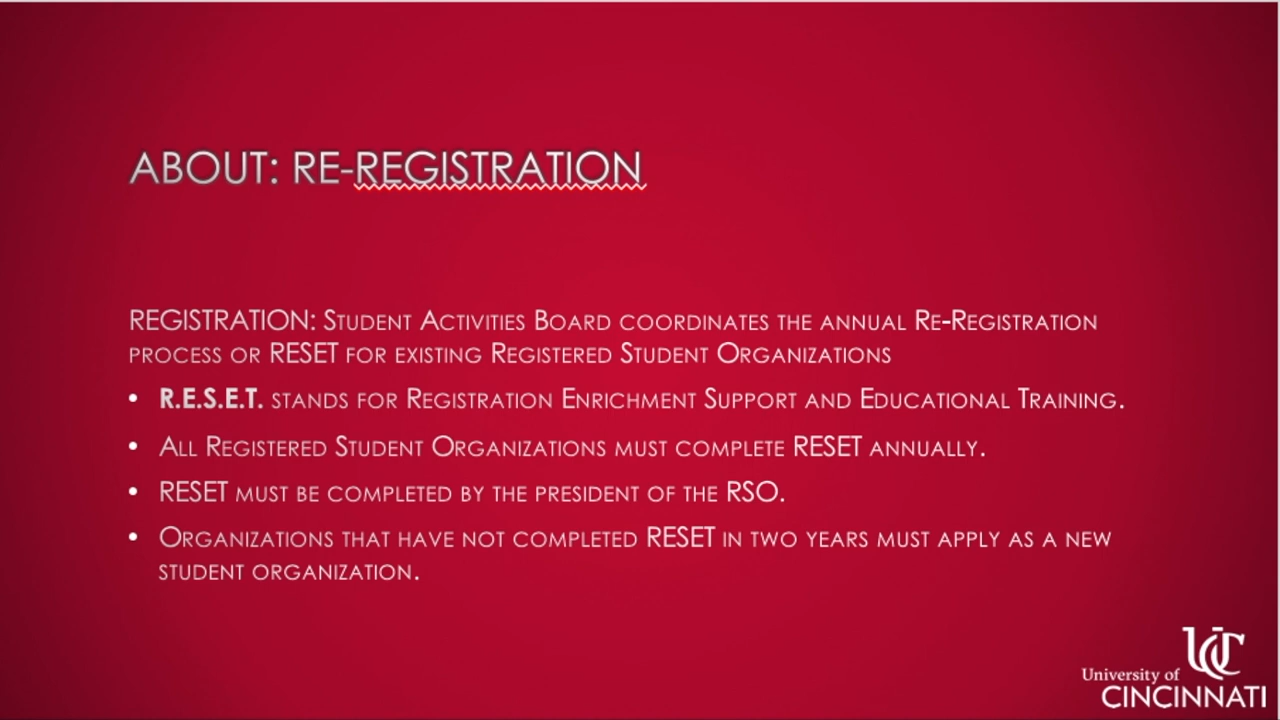 ABOUT: RE-REGISTRATION
REGISTRATION: Student Activities Board coordinates the annual Re-Registration
process or RESET for existing Registered Student Organizations
• R.E.S.E.T. stands for Registration Enrichment Support and Educational Training.
• All Registered Student Organizations must complete RESET annually.
• RESET must be completed by the president of the RSO.
• Organizations that have not completed RESET in two years must apply as a new
student organization.
UC
University of
CINCINNATI